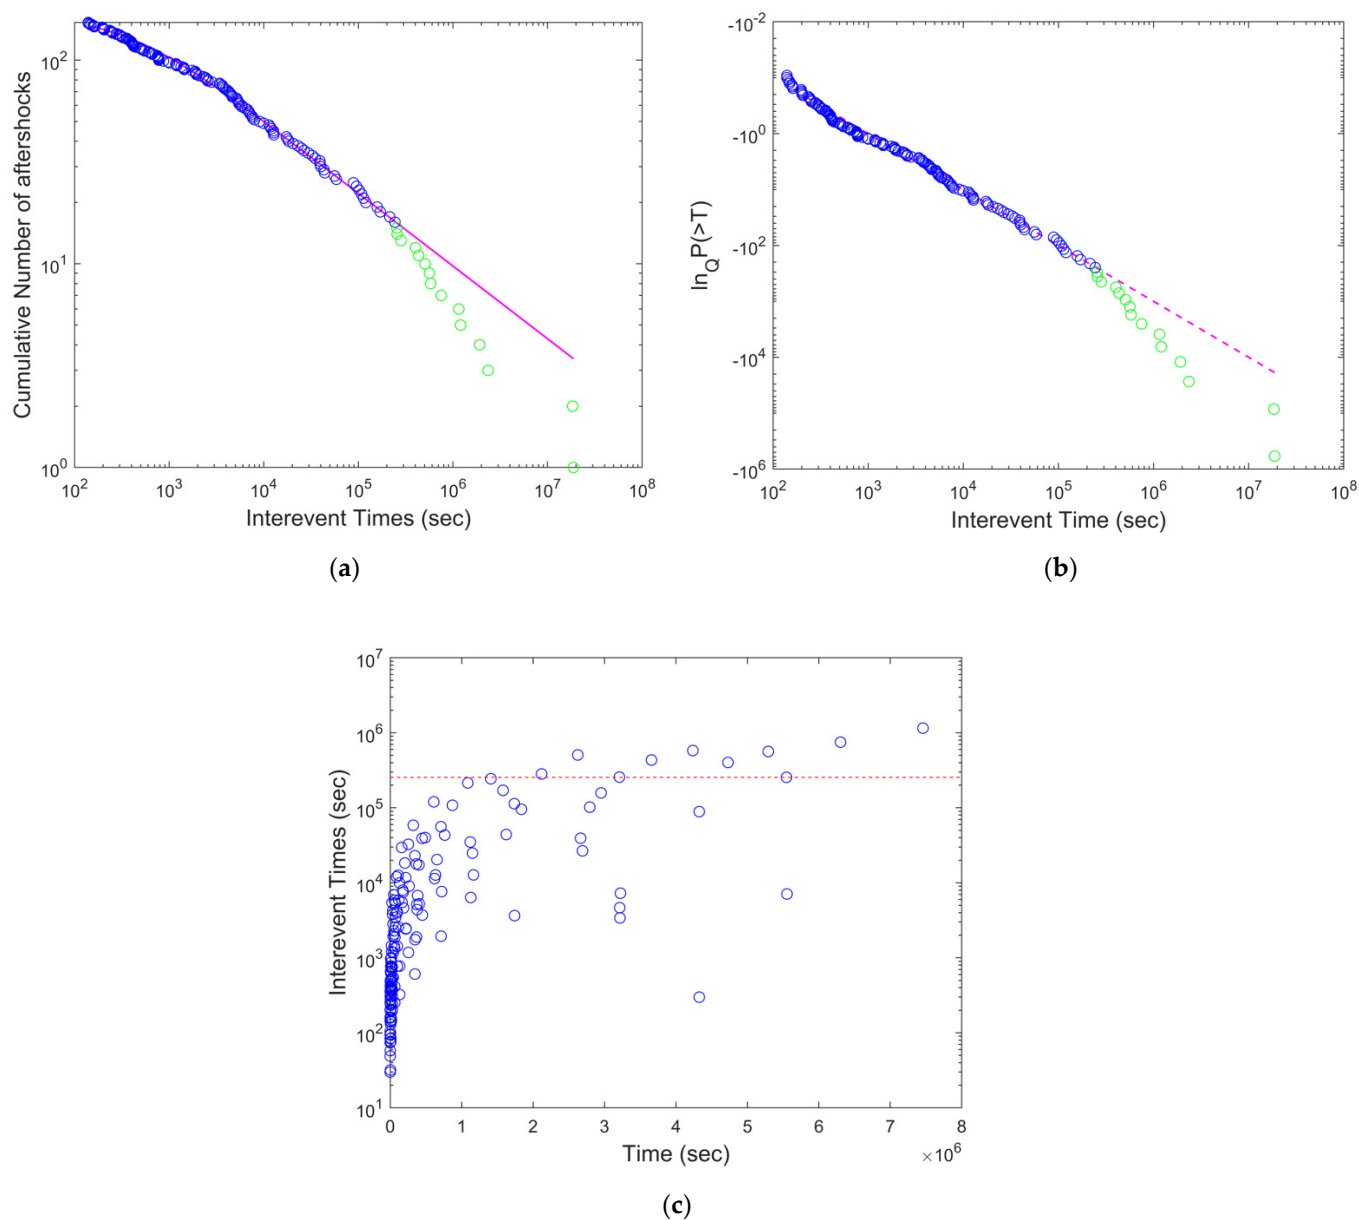 10²
10¹
10⁰
Cumulative Number of aftershocks
10² 10³ 10⁴ 10⁵ 10⁶ 10⁷ 10⁸
Interevent Times (sec)
(a)
-10⁻²
-10⁰
-10²
-10⁴
-10⁶
ln_Q P(>T)
10² 10³ 10⁴ 10⁵ 10⁶ 10⁷ 10⁸
Interevent Time (sec)
(b)
10⁷
10⁶
10⁵
10⁴
10³
10²
10¹
Interevent Times (sec)
0 1 2 3 4 5 6 7 8
Time (sec)
×10⁶
(c)